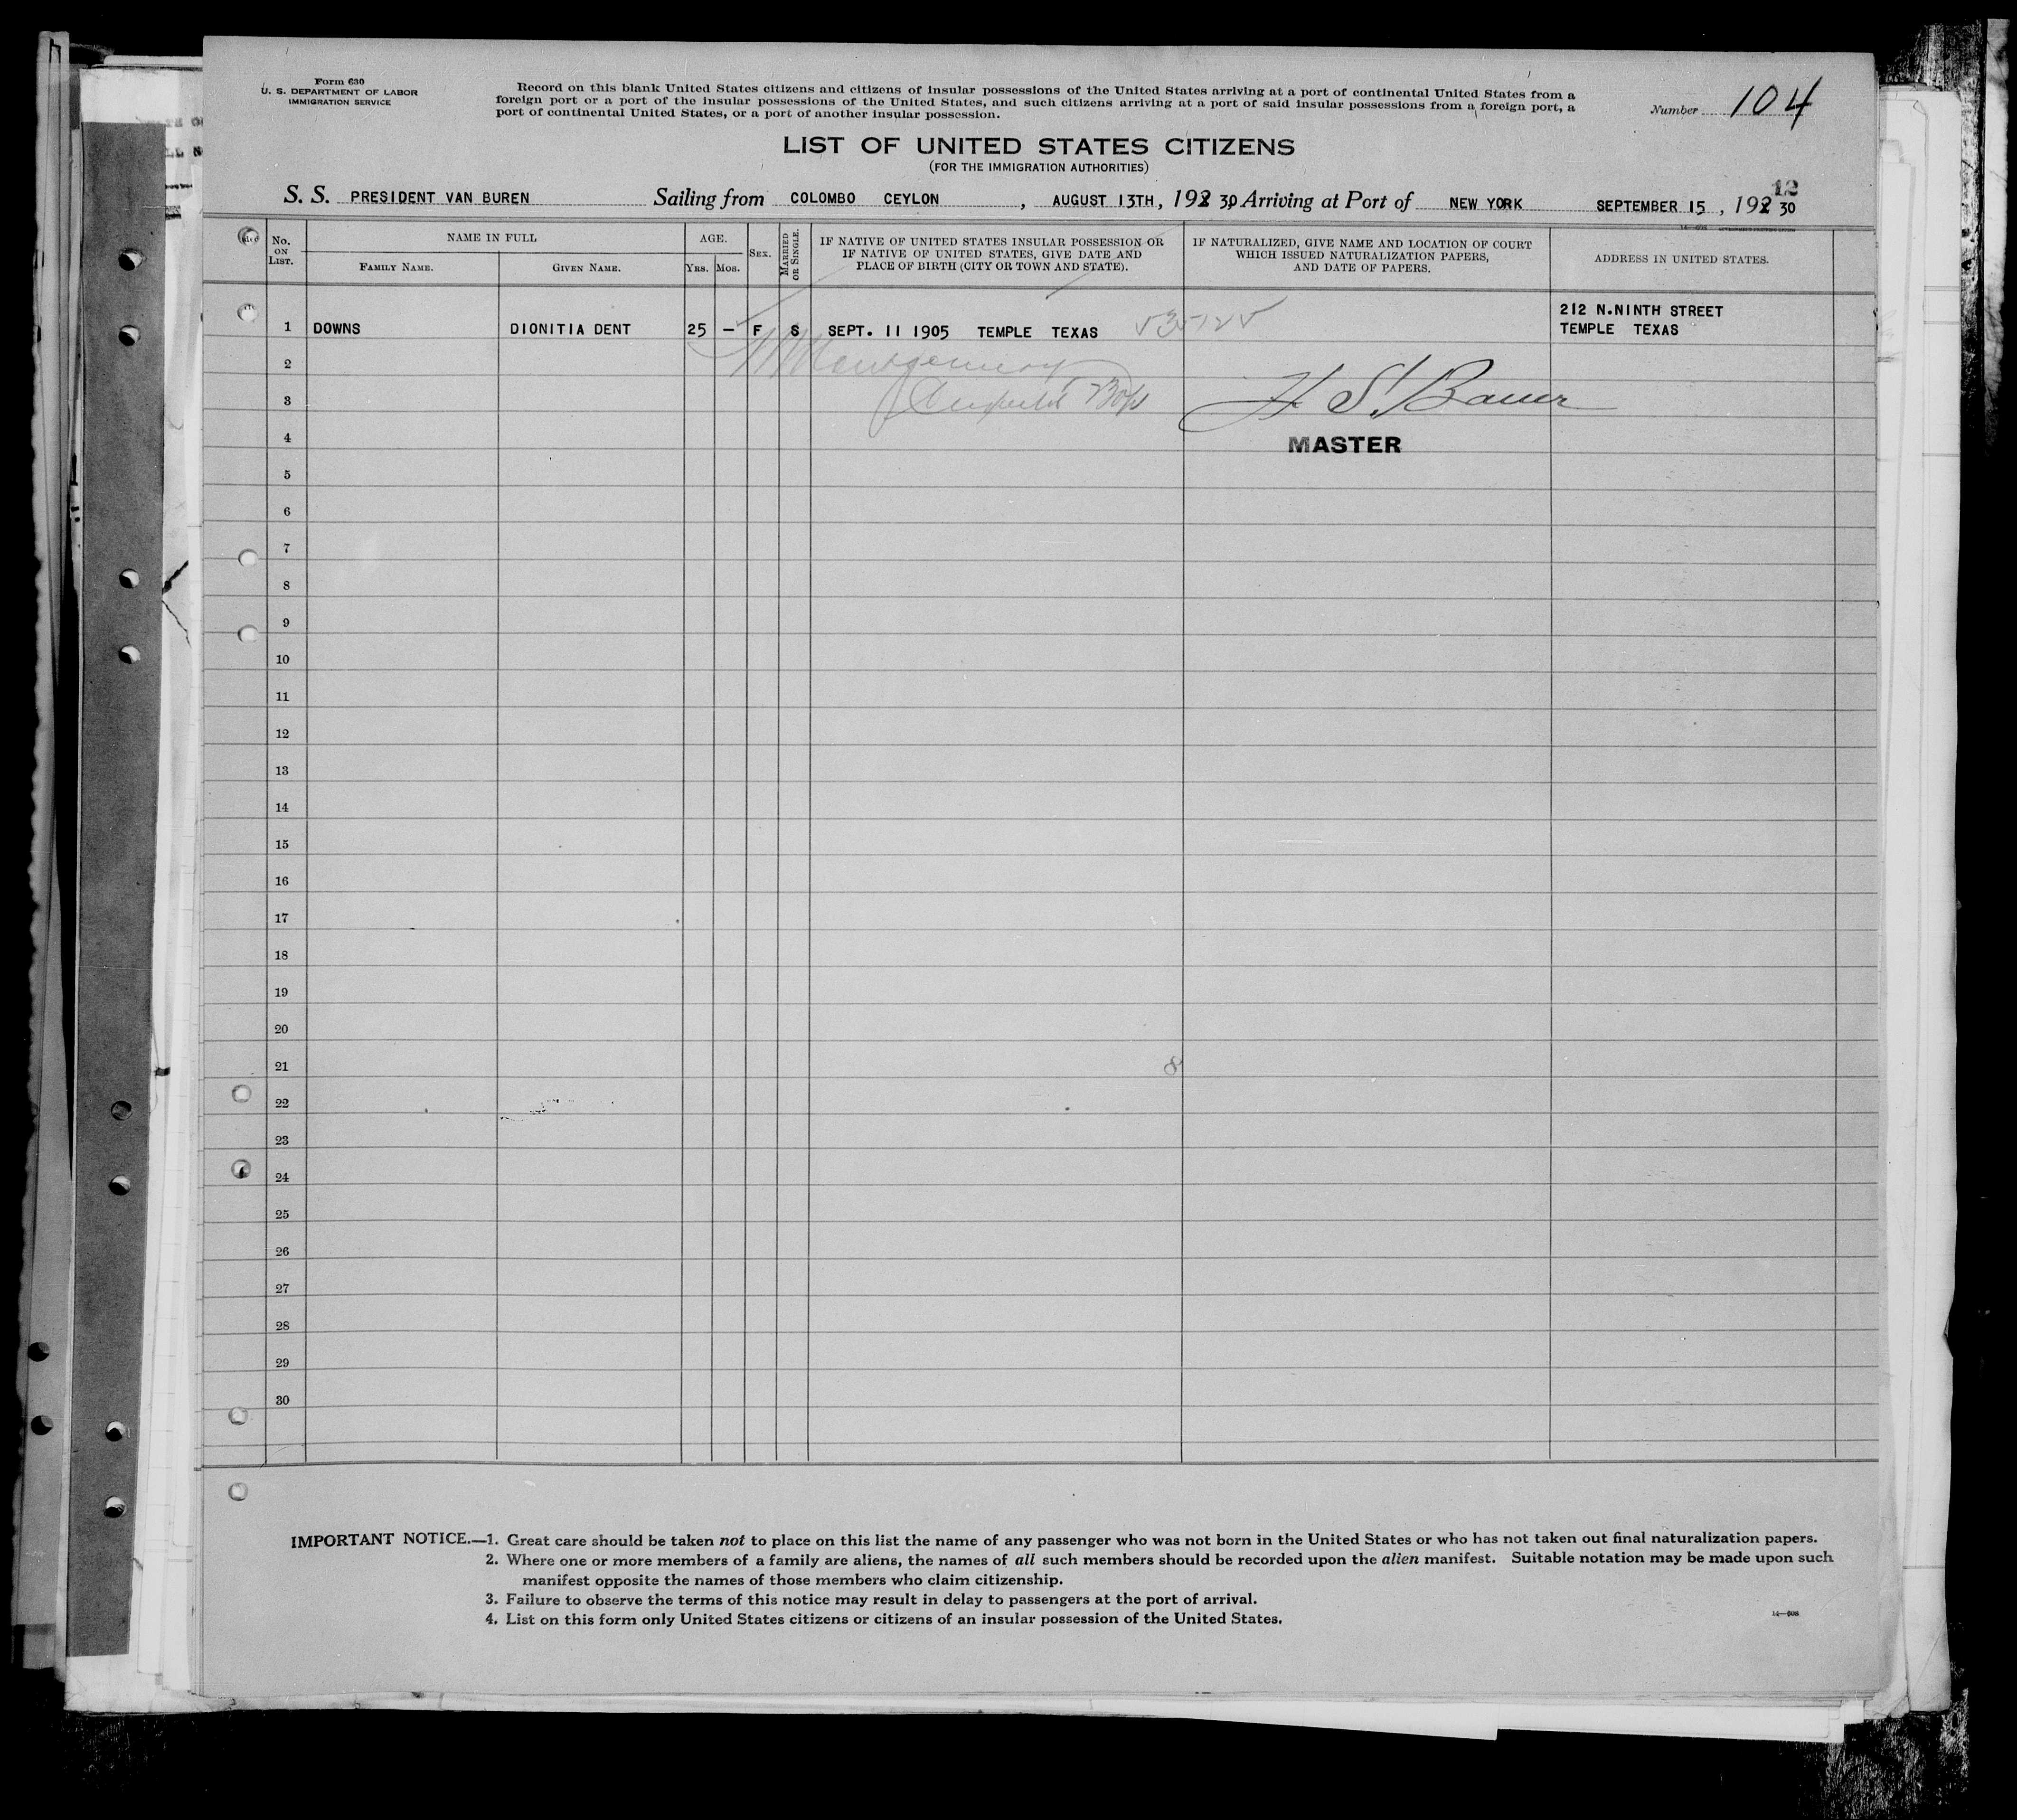 Form 630
U. S. DEPARTMENT OF LABOR
IMMIGRATION SERVICE
Record on this blank United States citizens and citizens of insular possessions of the United States arriving at a port of continental United States from a
foreign port or a port of the insular possessions of the United States, and such citizens arriving at a port of said insular possessions from a foreign port, a
port of continental United States, or a port of another insular possession.
Number 104
LIST OF UNITED STATES CITIZENS
(FOR THE IMMIGRATION AUTHORITIES)
12
S. S. PRESIDENT VAN BUREN Sailing from COLOMBO CEYLON, AUGUST 13TH, 192 30, Arriving at Port of NEW YORK SEPTEMBER 15, 192 30
No. ON LIST.
NAME IN FULL
FAMILY NAME.
GIVEN NAME.
AGE.
YRS. MOS.
SEX.
MARRIED OR SINGLE.
IF NATIVE OF UNITED STATES INSULAR POSSESSION OR
IF NATIVE OF UNITED STATES, GIVE DATE AND
PLACE OF BIRTH (CITY OR TOWN AND STATE).
IF NATURALIZED, GIVE NAME AND LOCATION OF COURT
WHICH ISSUED NATURALIZATION PAPERS,
AND DATE OF PAPERS.
ADDRESS IN UNITED STATES.
212 N.NINTH STREET
1 DOWNS DIONITIA DENT 25 – F S SEPT. 11 1905 TEMPLE TEXAS TEMPLE TEXAS
2 Montgomery
3 H S. Bauer
4 MASTER
5
6
7
8
9
10
11
12
13
14
15
16
17
18
19
20
21 8
22
23
24
25
26
27
28
29
30
IMPORTANT NOTICE.—1. Great care should be taken not to place on this list the name of any passenger who was not born in the United States or who has not taken out final naturalization papers.
2. Where one or more members of a family are aliens, the names of all such members should be recorded upon the alien manifest. Suitable notation may be made upon such
manifest opposite the names of those members who claim citizenship.
3. Failure to observe the terms of this notice may result in delay to passengers at the port of arrival.
4. List on this form only United States citizens or citizens of an insular possession of the United States.